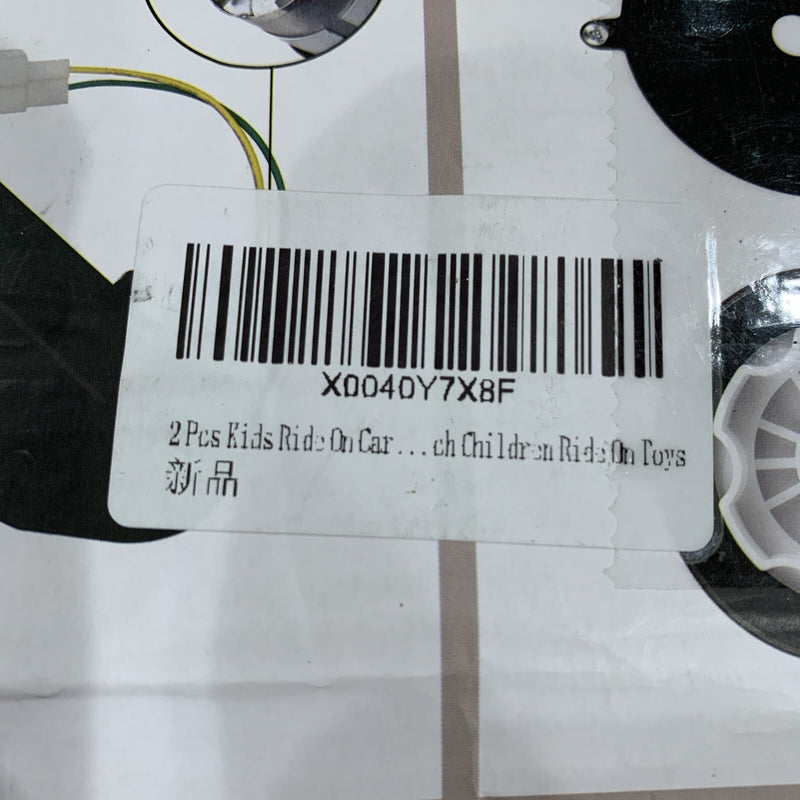 X0040Y7X8F
2 Pcs Kids Ride On Car...ch Children Ride On Toys
新品